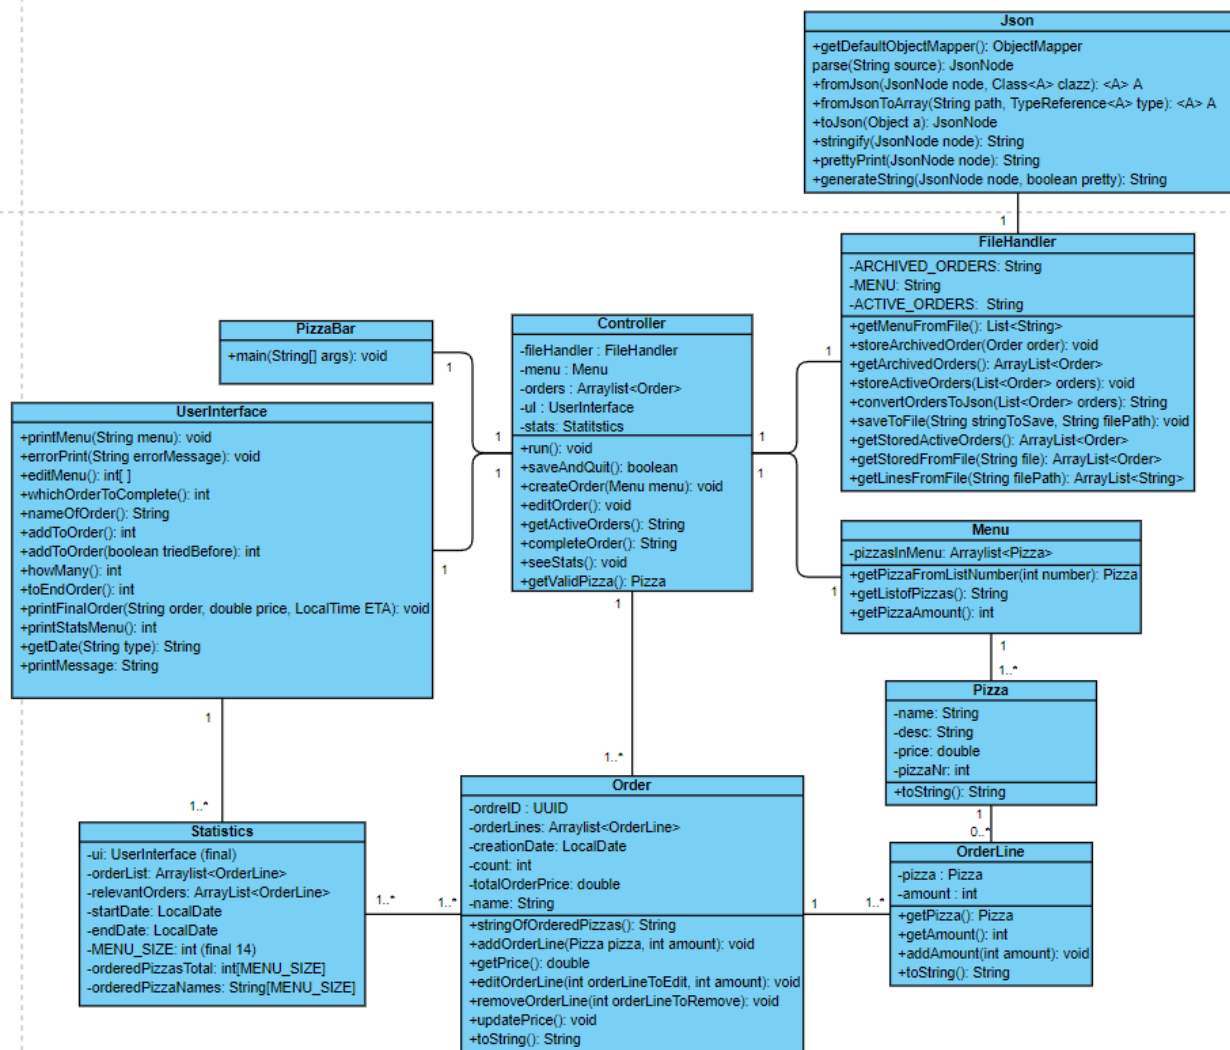 Json
+getDefaultObjectMapper(): ObjectMapper
parse(String source): JsonNode
+fromJson(JsonNode node, Class<A> clazz): <A> A
+fromJsonToArray(String path, TypeReference<A> type): <A> A
+toJson(Object a): JsonNode
+stringify(JsonNode node): String
+prettyPrint(JsonNode node): String
+generateString(JsonNode node, boolean pretty): String
1
FileHandler
-ARCHIVED_ORDERS: String
-MENU: String
-ACTIVE_ORDERS: String
+getMenuFromFile(): List<String>
+storeArchivedOrder(Order order): void
+getArchivedOrders(): ArrayList<Order>
+storeActiveOrders(List<Order> orders): void
+convertOrdersToJson(List<Order> orders): String
+saveToFile(String stringToSave, String filePath): void
+getStoredActiveOrders(): ArrayList<Order>
+getStoredFromFile(String file): ArrayList<Order>
+getLinesFromFile(String filePath): ArrayList<String>
PizzaBar
+main(String[] args): void
1
Controller
-fileHandler : FileHandler
-menu : Menu
-orders : Arraylist<Order>
-uI : UserInterface
-stats: Statitstics
+run(): void
+saveAndQuit(): boolean
+createOrder(Menu menu): void
+editOrder(): void
+getActiveOrders(): String
+completeOrder(): String
+seeStats(): void
+getValidPizza(): Pizza
1
1
1
1
1
1
1
UserInterface
+printMenu(String menu): void
+errorPrint(String errorMessage): void
+editMenu(): int[ ]
+whichOrderToComplete(): int
+nameOfOrder(): String
+addToOrder(): int
+addToOrder(boolean triedBefore): int
+howMany(): int
+toEndOrder(): int
+printFinalOrder(String order, double price, LocalTime ETA): void
+printStatsMenu(): int
+getDate(String type): String
+printMessage: String
1
1
1..*
Menu
-pizzasInMenu: Arraylist<Pizza>
+getPizzaFromListNumber(int number): Pizza
+getListofPizzas(): String
+getPizzaAmount(): int
1
1..*
Pizza
-name: String
-desc: String
-price: double
-pizzaNr: int
+toString(): String
1
0..*
1..*
Statistics
-ui: UserInterface (final)
-orderList: Arraylist<OrderLine>
-relevantOrders: ArrayList<OrderLine>
-startDate: LocalDate
-endDate: LocalDate
-MENU_SIZE: int (final 14)
-orderedPizzasTotal: int[MENU_SIZE]
-orderedPizzaNames: String[MENU_SIZE]
1..*
1..*
Order
-ordreID : UUID
-orderLines: Arraylist<OrderLine>
-creationDate: LocalDate
-count: int
-totalOrderPrice: double
-name: String
+stringOfOrderedPizzas(): String
+addOrderLine(Pizza pizza, int amount): void
+getPrice(): double
+editOrderLine(int orderLineToEdit, int amount): void
+removeOrderLine(int orderLineToRemove): void
+updatePrice(): void
+toString(): String
1
1..*
OrderLine
-pizza : Pizza
-amount : int
+getPizza(): Pizza
+getAmount(): int
+addAmount(int amount): void
+toString(): String